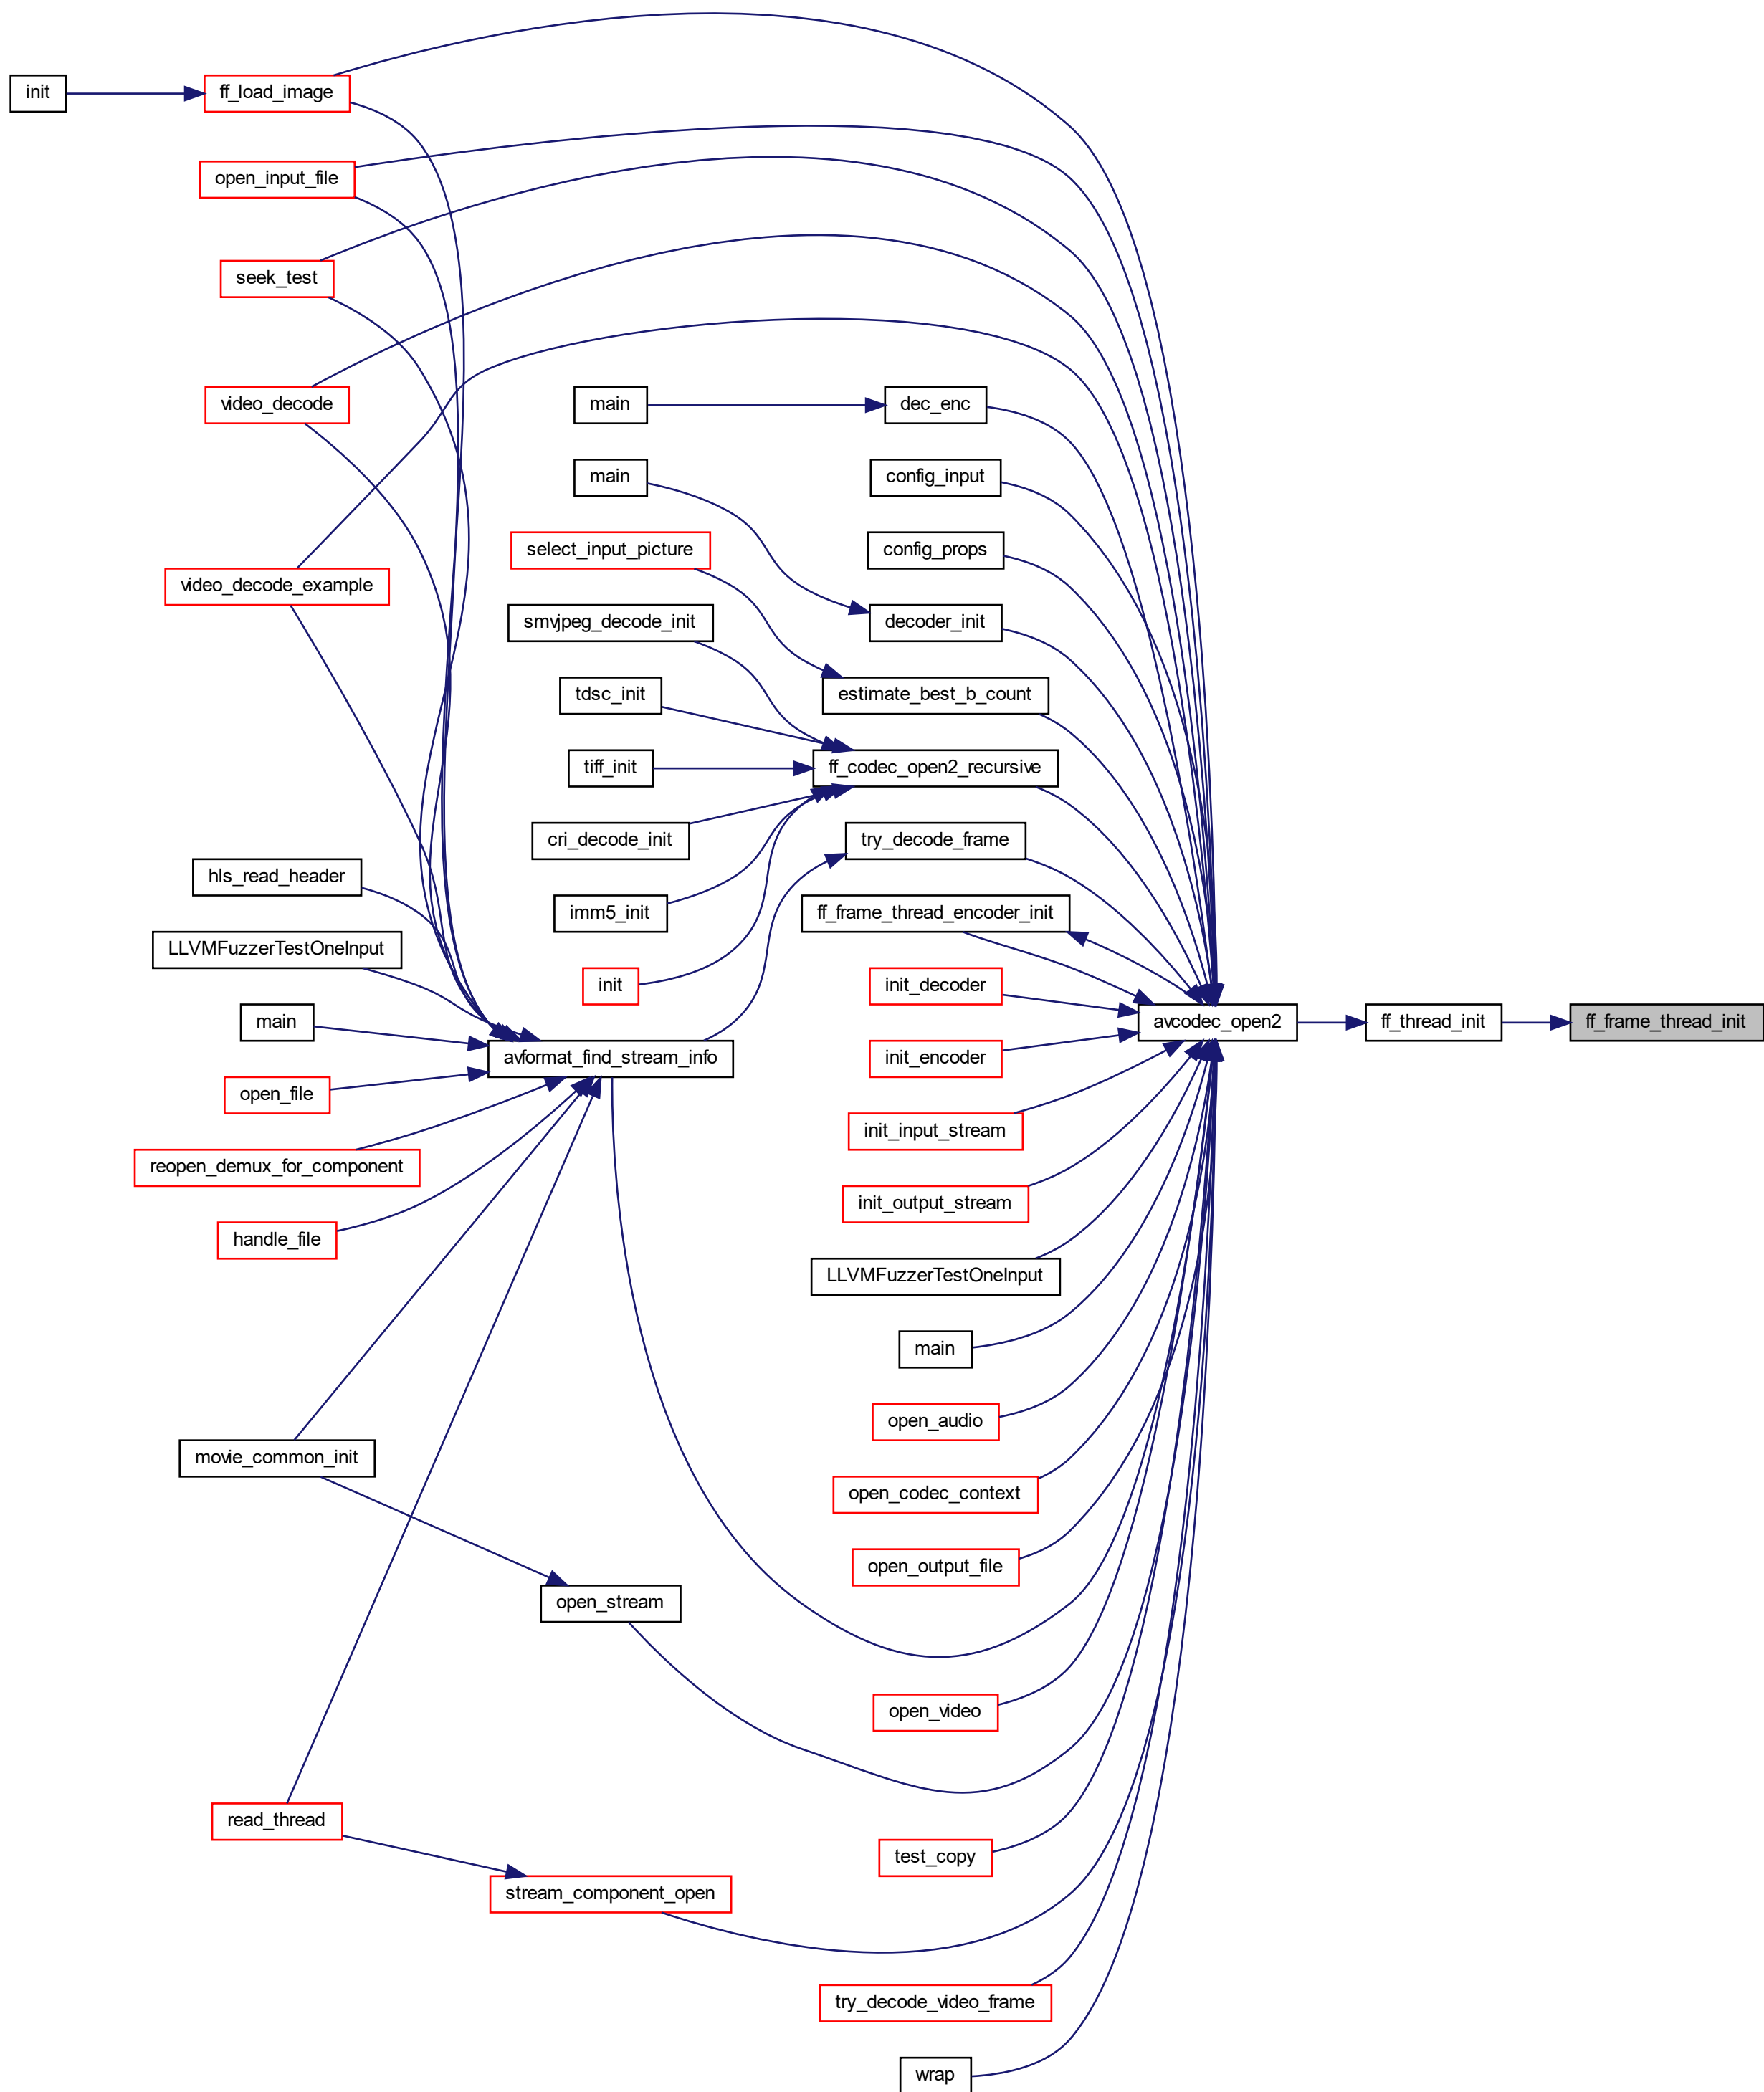 init
ff_load_image
open_input_file
seek_test
video_decode
main
dec_enc
main
config_input
select_input_picture
config_props
video_decode_example
smvjpeg_decode_init
decoder_init
tdsc_init
estimate_best_b_count
tiff_init
ff_codec_open2_recursive
cri_decode_init
try_decode_frame
hls_read_header
imm5_init
ff_frame_thread_encoder_init
LLVMFuzzerTestOneInput
init
init_decoder
main
avformat_find_stream_info
init_encoder
avcodec_open2
ff_thread_init
ff_frame_thread_init
open_file
init_input_stream
reopen_demux_for_component
init_output_stream
handle_file
LLVMFuzzerTestOneInput
main
open_audio
movie_common_init
open_codec_context
open_output_file
open_stream
open_video
read_thread
test_copy
stream_component_open
try_decode_video_frame
wrap